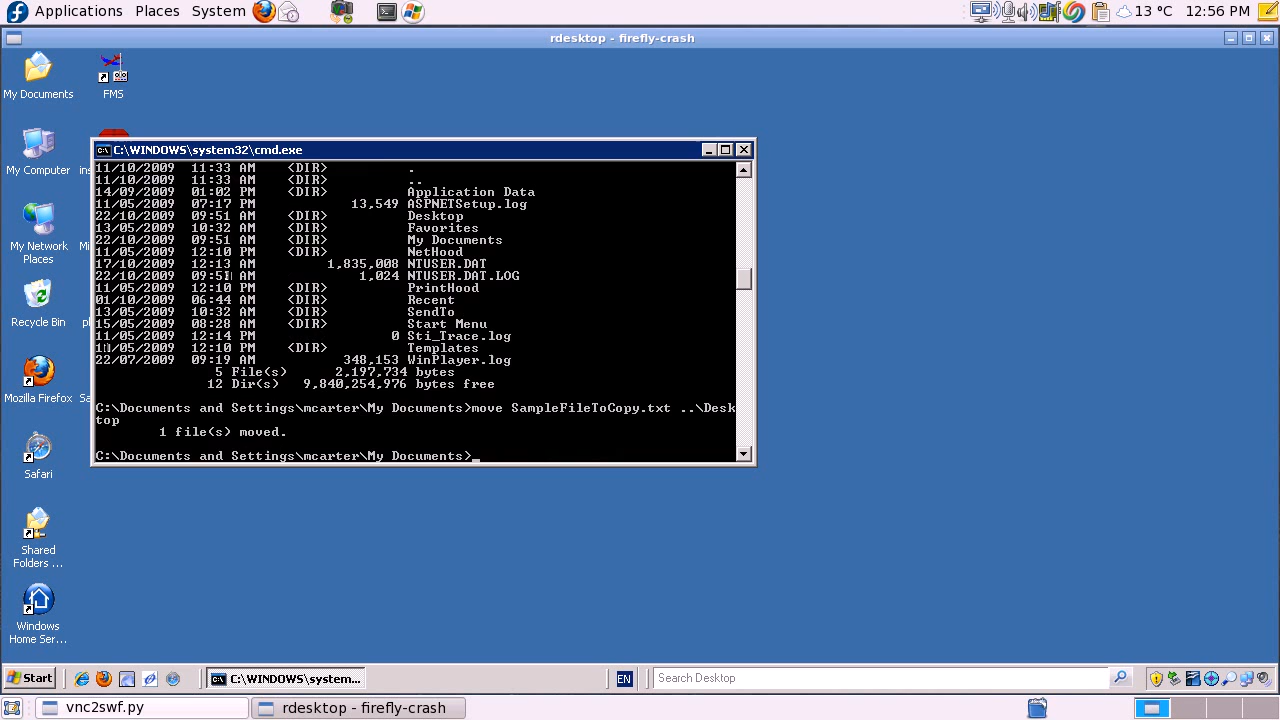 Applications Places System 13 °C 12:56 PM
rdesktop - firefly-crash
My Documents
FMS
My Computer
My Network
Places
Recycle Bin
Mozilla Firefox
Safari
Shared
Folders ...
Windows
Home Ser...
C:\WINDOWS\system32\cmd.exe
11/10/2009 11:33 AM <DIR> .
11/10/2009 11:33 AM <DIR> ..
14/09/2009 01:02 PM <DIR> Application Data
11/05/2009 07:17 PM 13,549 ASPNETSetup.log
22/10/2009 09:51 AM <DIR> Desktop
13/05/2009 10:32 AM <DIR> Favorites
22/10/2009 09:51 AM <DIR> My Documents
11/05/2009 12:10 PM <DIR> NetHood
17/10/2009 12:13 AM 1,835,008 NTUSER.DAT
22/10/2009 09:51 AM 1,024 NTUSER.DAT.LOG
11/05/2009 12:10 PM <DIR> PrintHood
01/10/2009 06:44 AM <DIR> Recent
13/05/2009 10:32 AM <DIR> SendTo
15/05/2009 08:28 AM <DIR> Start Menu
11/05/2009 12:14 PM 0 Sti_Trace.log
11/05/2009 12:10 PM <DIR> Templates
22/07/2009 09:19 AM 348,153 WinPlayer.log
5 File(s) 2,197,734 bytes
12 Dir(s) 9,840,254,976 bytes free
C:\Documents and Settings\mcarter\My Documents>move SampleFileToCopy.txt ..\Desk
top
1 file(s) moved.
C:\Documents and Settings\mcarter\My Documents>_
Start C:\WINDOWS\system... EN Search Desktop
vnc2swf.py rdesktop - firefly-crash